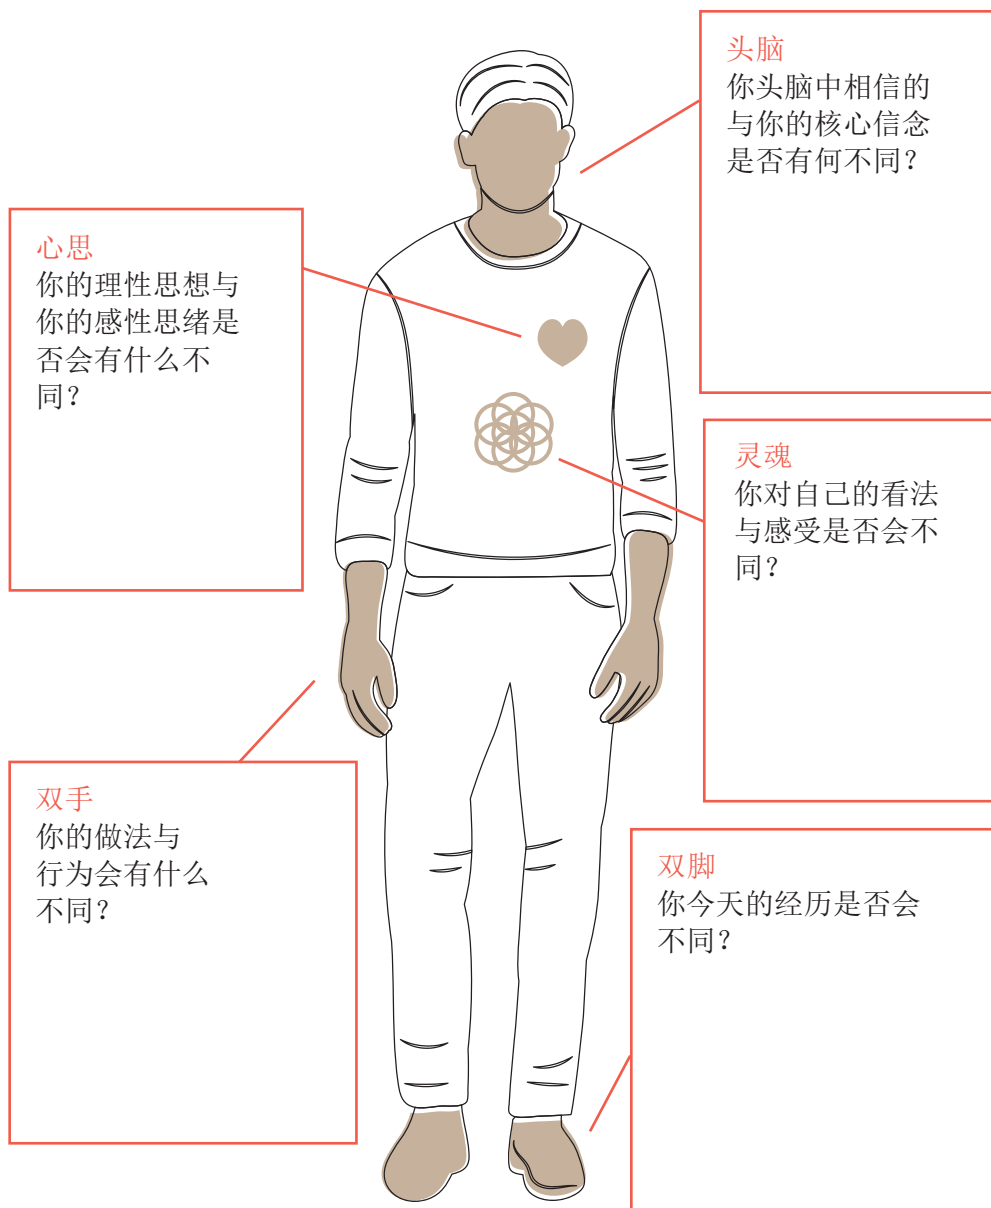 头脑
你头脑中相信的
与你的核心信念
是否有何不同？
心思
你的理性思想与
你的感性思绪是
否会有什么不
同？
灵魂
你对自己的看法
与感受是否会不
同？
双手
你的做法与
行为会有什么
不同？
双脚
你今天的经历是否会
不同？